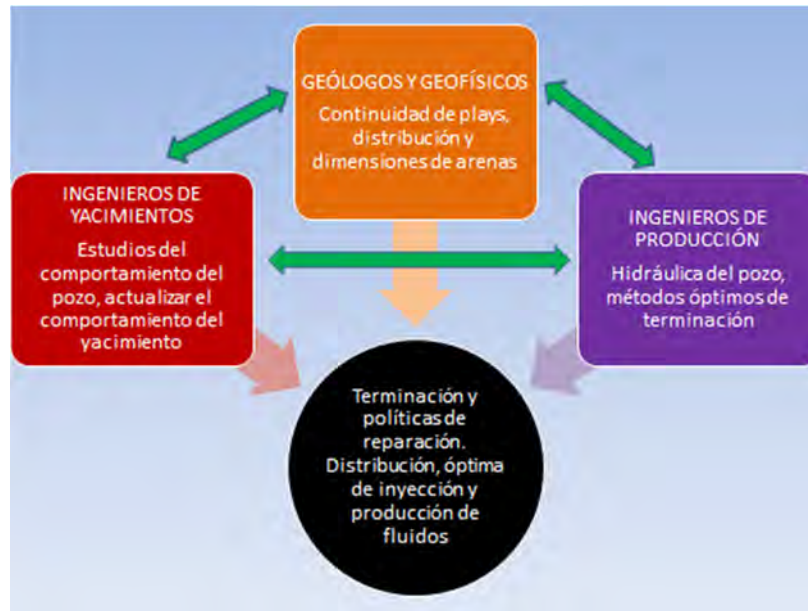 GEÓLOGOS Y GEOFÍSICOS
Continuidad de plays,
distribución y
dimensiones de arenas
INGENIEROS DE
YACIMIENTOS
Estudios del
comportamiento del
pozo, actualizar el
comportamiento del
yacimiento
INGENIEROS DE
PRODUCCIÓN
Hidráulica del pozo,
métodos óptimos de
terminación
Terminación y
políticas de
reparación.
Distribución, óptima
de inyección y
producción de
fluidos